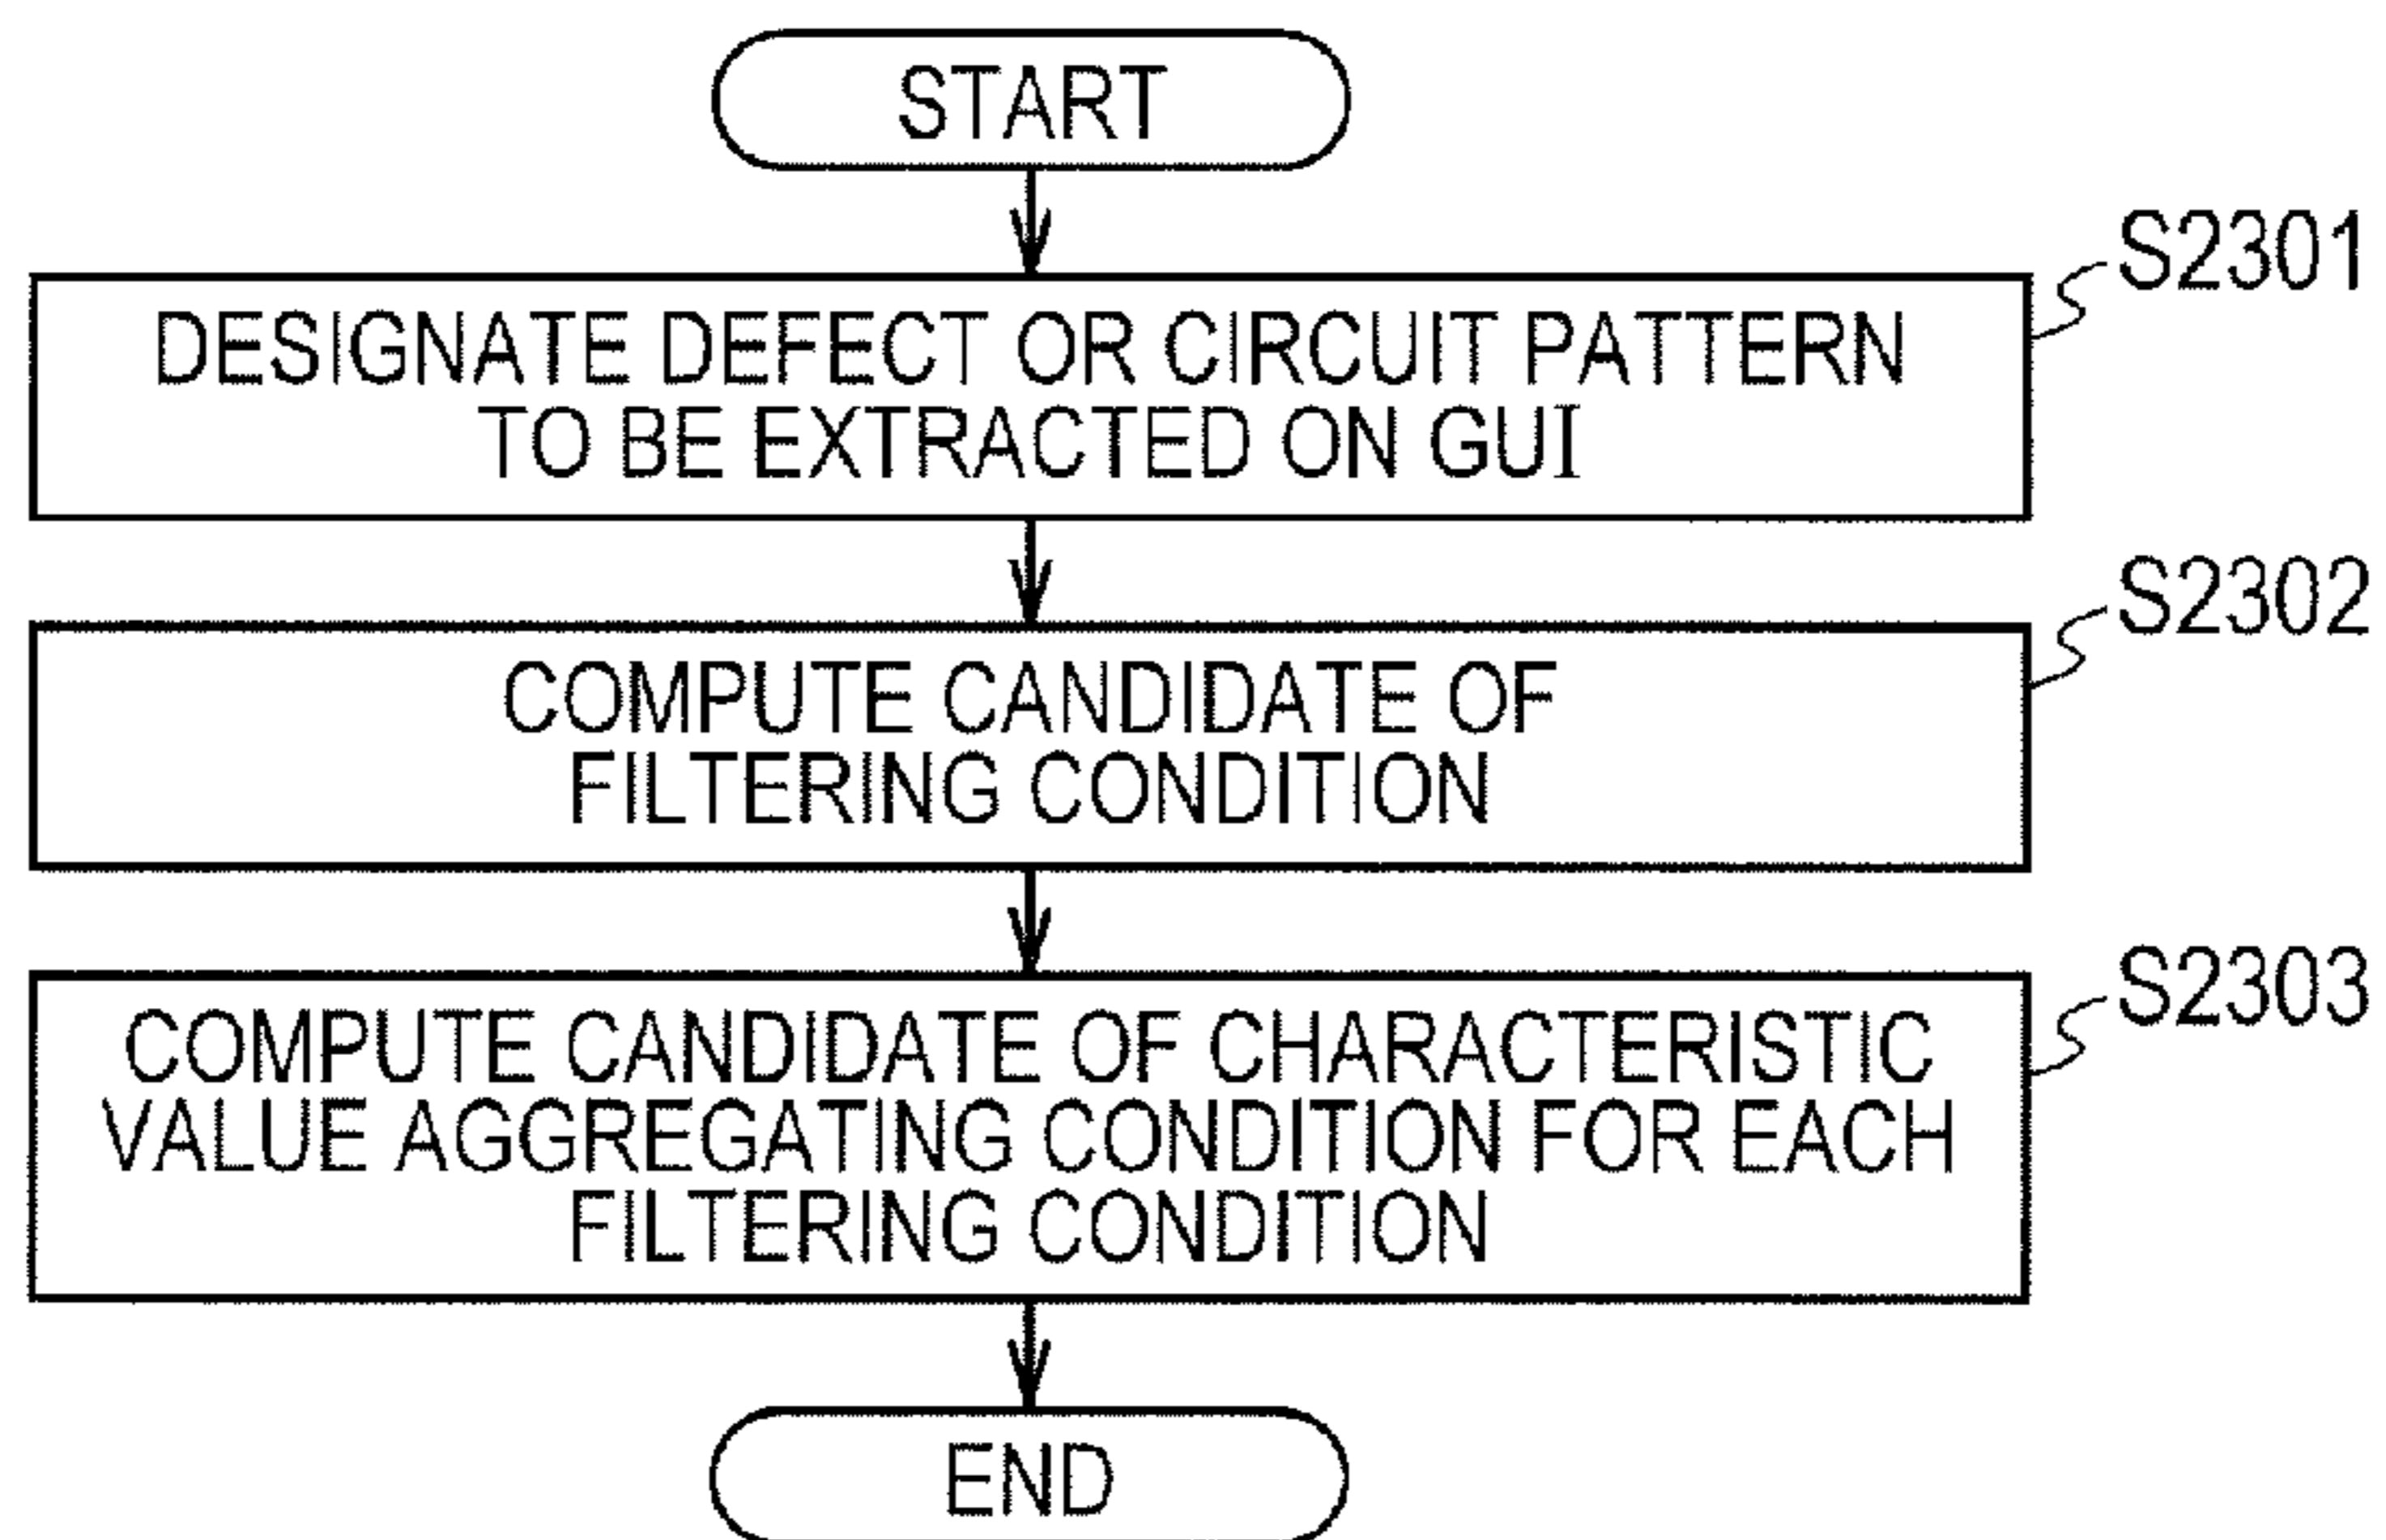 START
S2301
DESIGNATE DEFECT OR CIRCUIT PATTERN
TO BE EXTRACTED ON GUI
S2302
COMPUTE CANDIDATE OF
FILTERING CONDITION
S2303
COMPUTE CANDIDATE OF CHARACTERISTIC
VALUE AGGREGATING CONDITION FOR EACH
FILTERING CONDITION
END